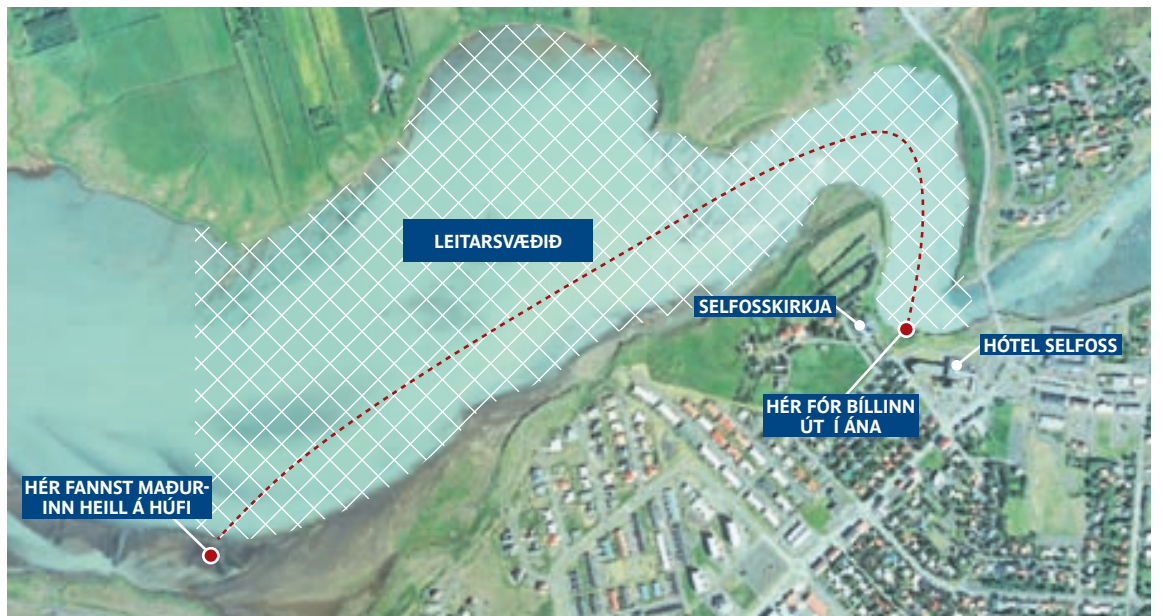 LEITARSVÆÐIÐ
SELFOSSKIRKJA
HÓTEL SELFOSS
HÉR FÓR BÍLLINN
ÚT Í ÁNA
HÉR FANNST MAÐUR-
INN HEILL Á HÚFI